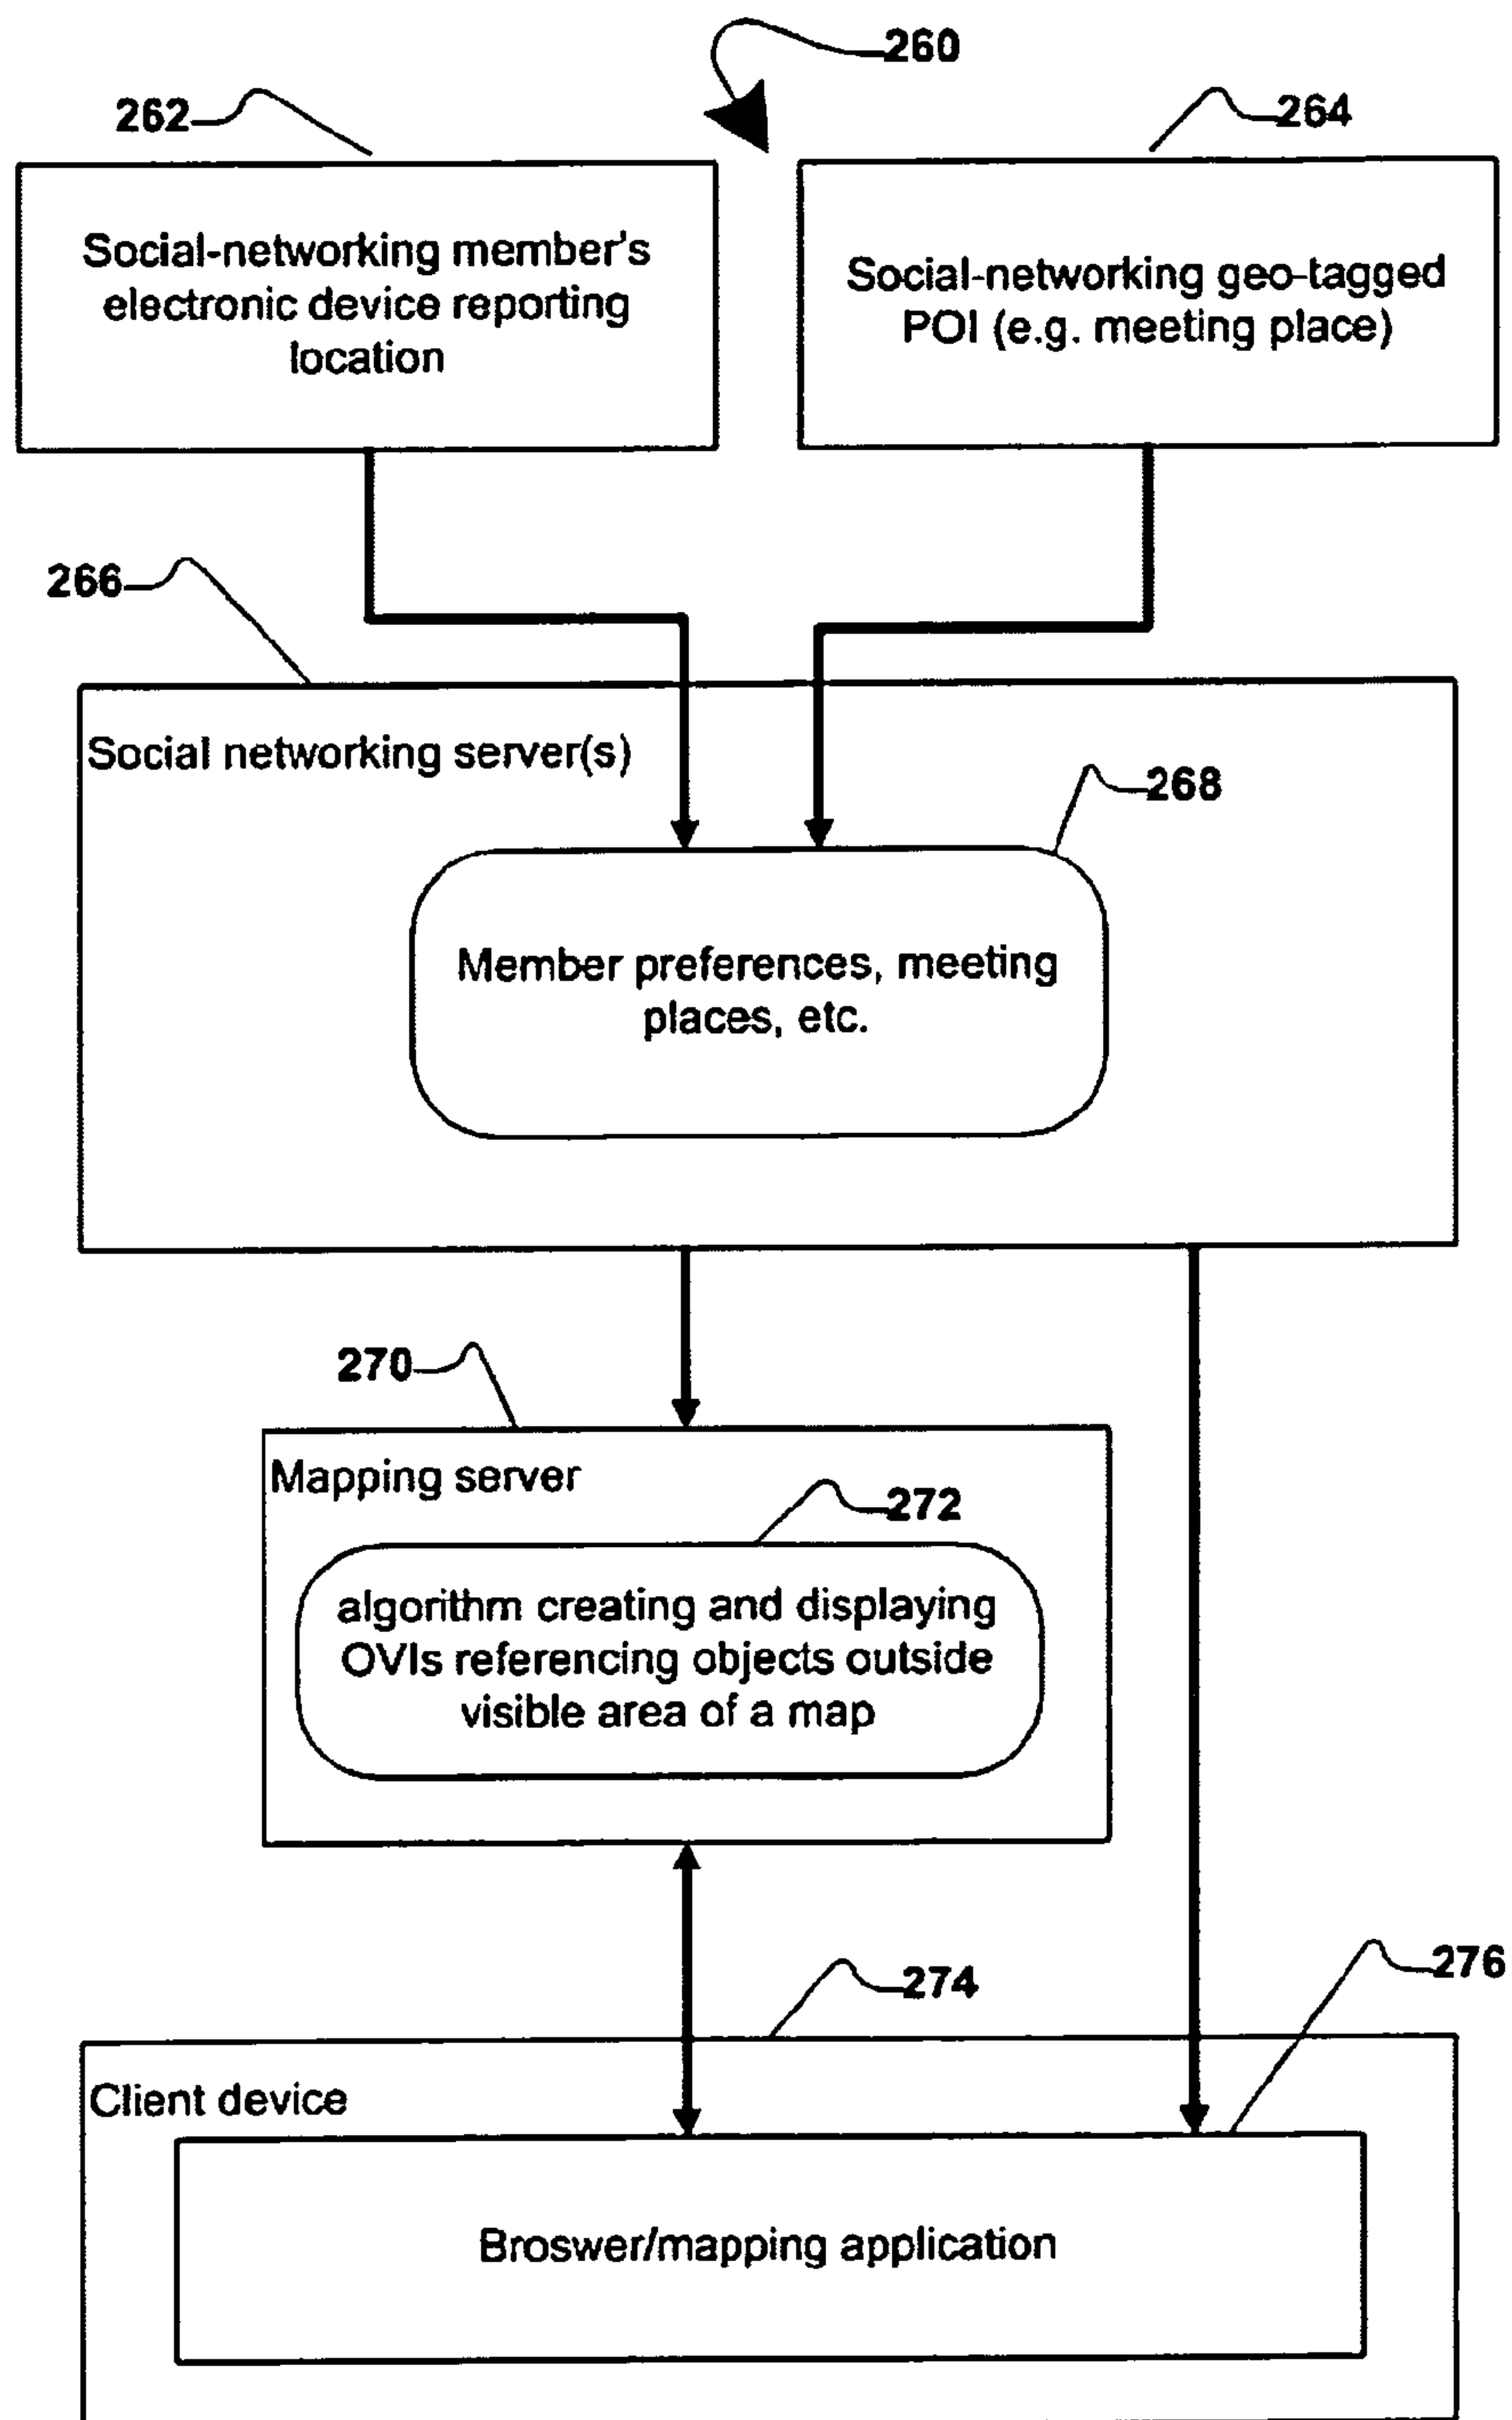 260
262
264
Social-networking member's
electronic device reporting
location
Social-networking geo-tagged
POI (e.g. meeting place)
266
Social networking server(s)
268
Member preferences, meeting
places, etc.
270
Mapping server
272
algorithm creating and displaying
OVIs referencing objects outside
visible area of a map
274
276
Client device
Broswer/mapping application